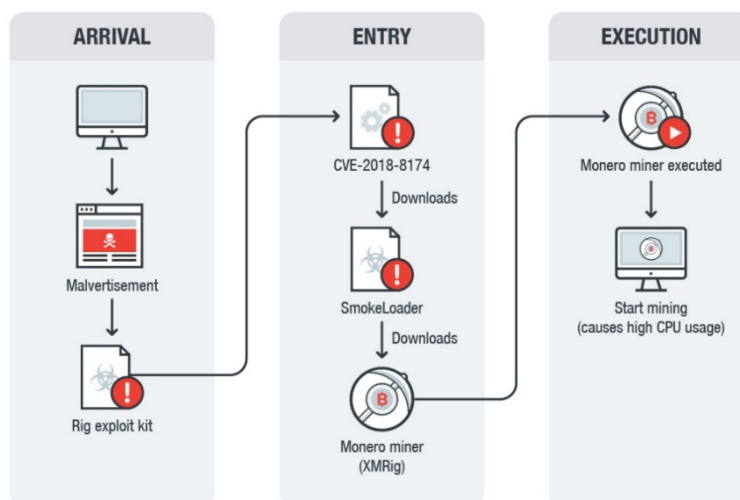 ARRIVAL
Malvertisement
Rig exploit kit
ENTRY
CVE-2018-8174
Downloads
SmokeLoader
Downloads
Monero miner
(XMRig)
EXECUTION
Monero miner executed
Start mining
(causes high CPU usage)